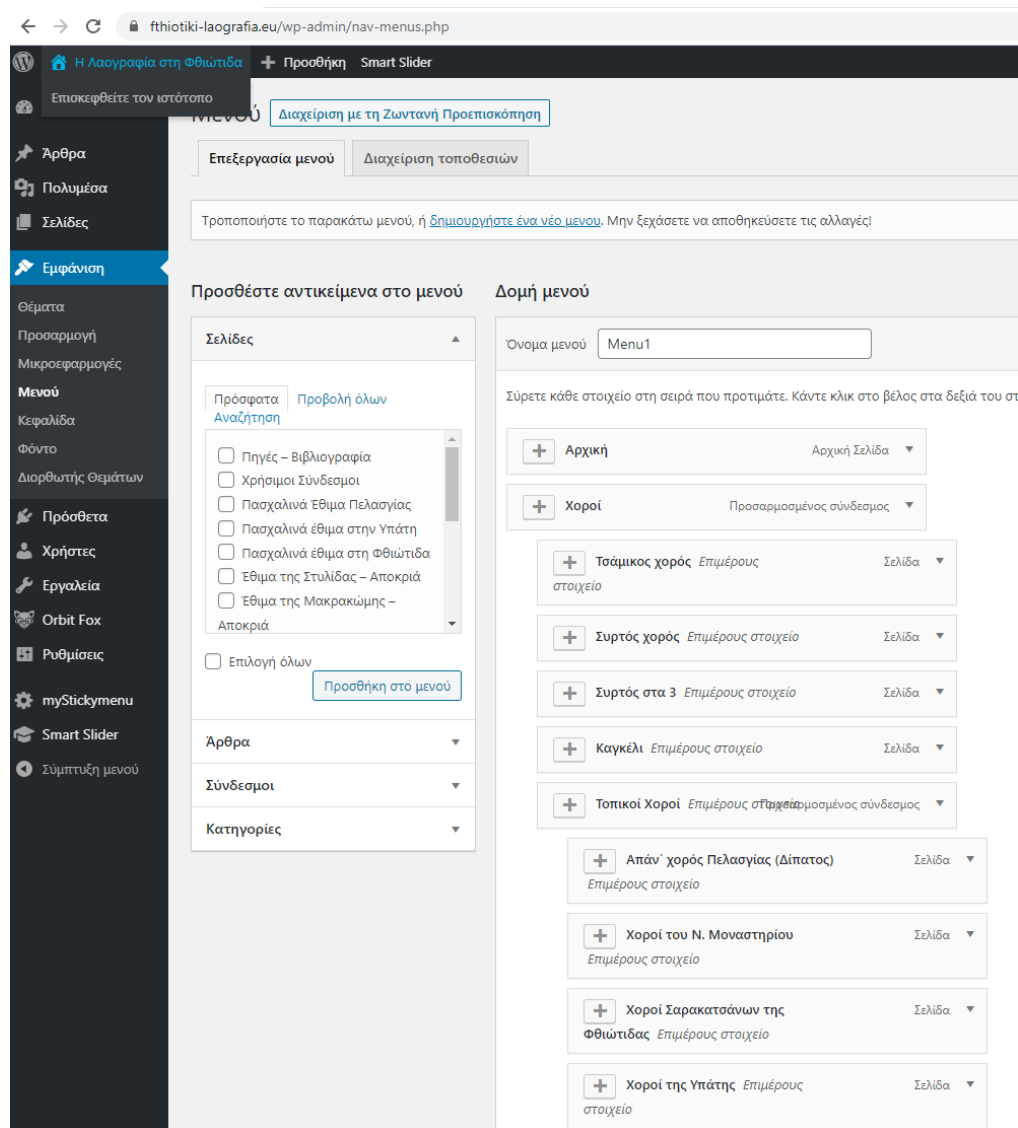 fthiotiki-laografia.eu/wp-admin/nav-menus.php
Η Λαογραφία στη Φθιώτιδα
Προσθήκη
Smart Slider
Επισκεφθείτε τον ιστότοπο
Μενού
Διαχείριση με τη Ζωντανή Προεπισκόπηση
Άρθρα
Πολυμέσα
Σελίδες
Εμφάνιση
Θέματα
Προσαρμογή
Μικροεφαρμογές
Μενού
Κεφαλίδα
Φόντο
Διορθωτής Θεμάτων
Πρόσθετα
Χρήστες
Εργαλεία
Orbit Fox
Ρυθμίσεις
myStickymenu
Smart Slider
Σύμπτυξη μενού
Επεξεργασία μενού
Διαχείριση τοποθεσιών
Τροποποιήστε το παρακάτω μενού, ή δημιουργήστε ένα νέο μενου. Μην ξεχάσετε να αποθηκεύσετε τις αλλαγές!
Προσθέστε αντικείμενα στο μενού
Σελίδες
Πρόσφατα
Προβολή όλων
Αναζήτηση
Πηγές – Βιβλιογραφία
Χρήσιμοι Σύνδεσμοι
Πασχαλινά Έθιμα Πελασγίας
Πασχαλινά έθιμα στην Υπάτη
Πασχαλινά έθιμα στη Φθιώτιδα
Έθιμα της Στυλίδας – Αποκριά
Έθιμα της Μακρακώμης –
Αποκριά
Επιλογή όλων
Προσθήκη στο μενού
Άρθρα
Σύνδεσμοι
Κατηγορίες
Δομή μενού
Όνομα μενού Menu1
Σύρετε κάθε στοιχείο στη σειρά που προτιμάτε. Κάντε κλικ στο βέλος στα δεξιά του
Αρχική Αρχική Σελίδα
Χοροί Προσαρμοσμένος σύνδεσμος
Τσάμικος χορός Επιμέρους Σελίδα
στοιχείο
Συρτός χορός Επιμέρους στοιχείο Σελίδα
Συρτός στα 3 Επιμέρους στοιχείο Σελίδα
Καγκέλι Επιμέρους στοιχείο Σελίδα
Τοπικοί Χοροί Επιμέρους στοιχείο Προσαρμοσμένος σύνδεσμος
Απάν΄ χορός Πελασγίας (Δίπατος) Σελίδα
Επιμέρους στοιχείο
Χοροί του Ν. Μοναστηρίου Σελίδα
Επιμέρους στοιχείο
Χοροί Σαρακατσάνων της Σελίδα
Φθιώτιδας Επιμέρους στοιχείο
Χοροί της Υπάτης Επιμέρους Σελίδα
στοιχείο